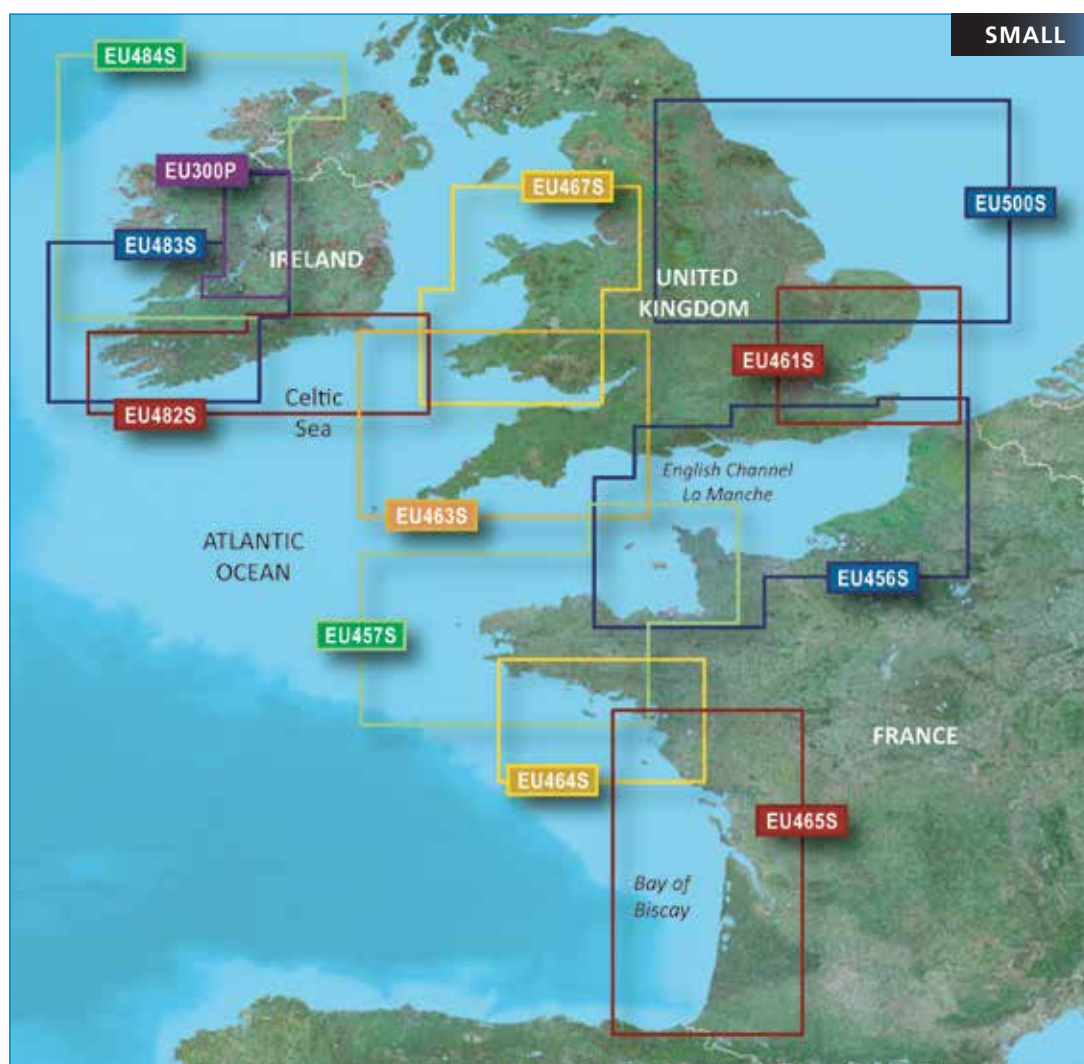 SMALL
EU484S
EU300P
EU467S
EU500S
EU483S
IRELAND
UNITED
KINGDOM
EU461S
EU482S
Celtic
Sea
English Channel
La Manche
EU463S
ATLANTIC
OCEAN
EU456S
EU457S
FRANCE
EU464S
EU465S
Bay of
Biscay